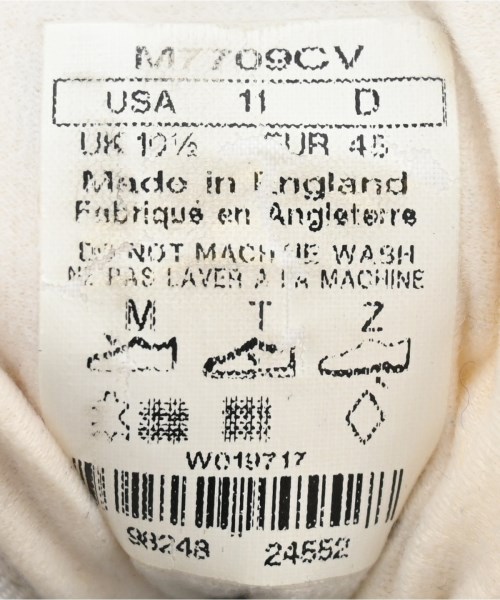 M7709CV
USA 11 D
UK 10½ EUR 45
Made in England
Fabriqué en Angleterre
DO NOT MACHINE WASH
NE PAS LAVER A LA MACHINE
M T Z
W019717
98248 24552